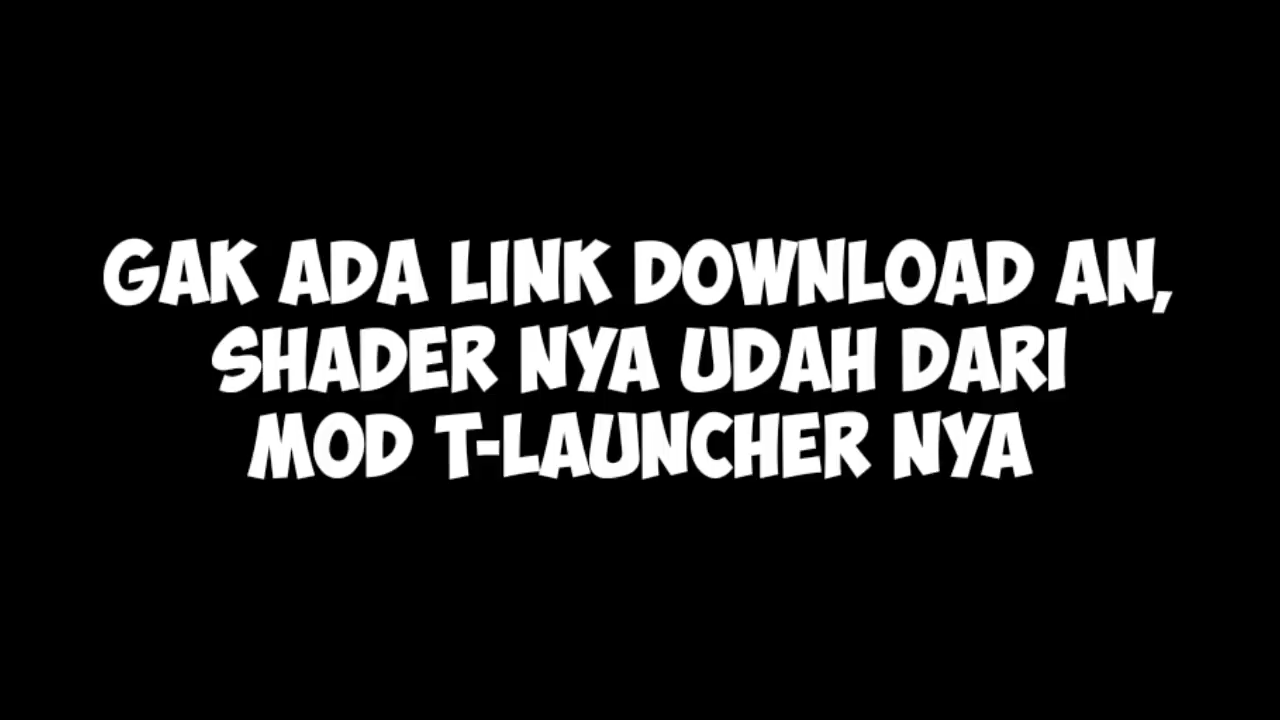 GAK ADA LINK DOWNLOAD AN,
SHADER NYA UDAH DARI
MOD T-LAUNCHER NYA